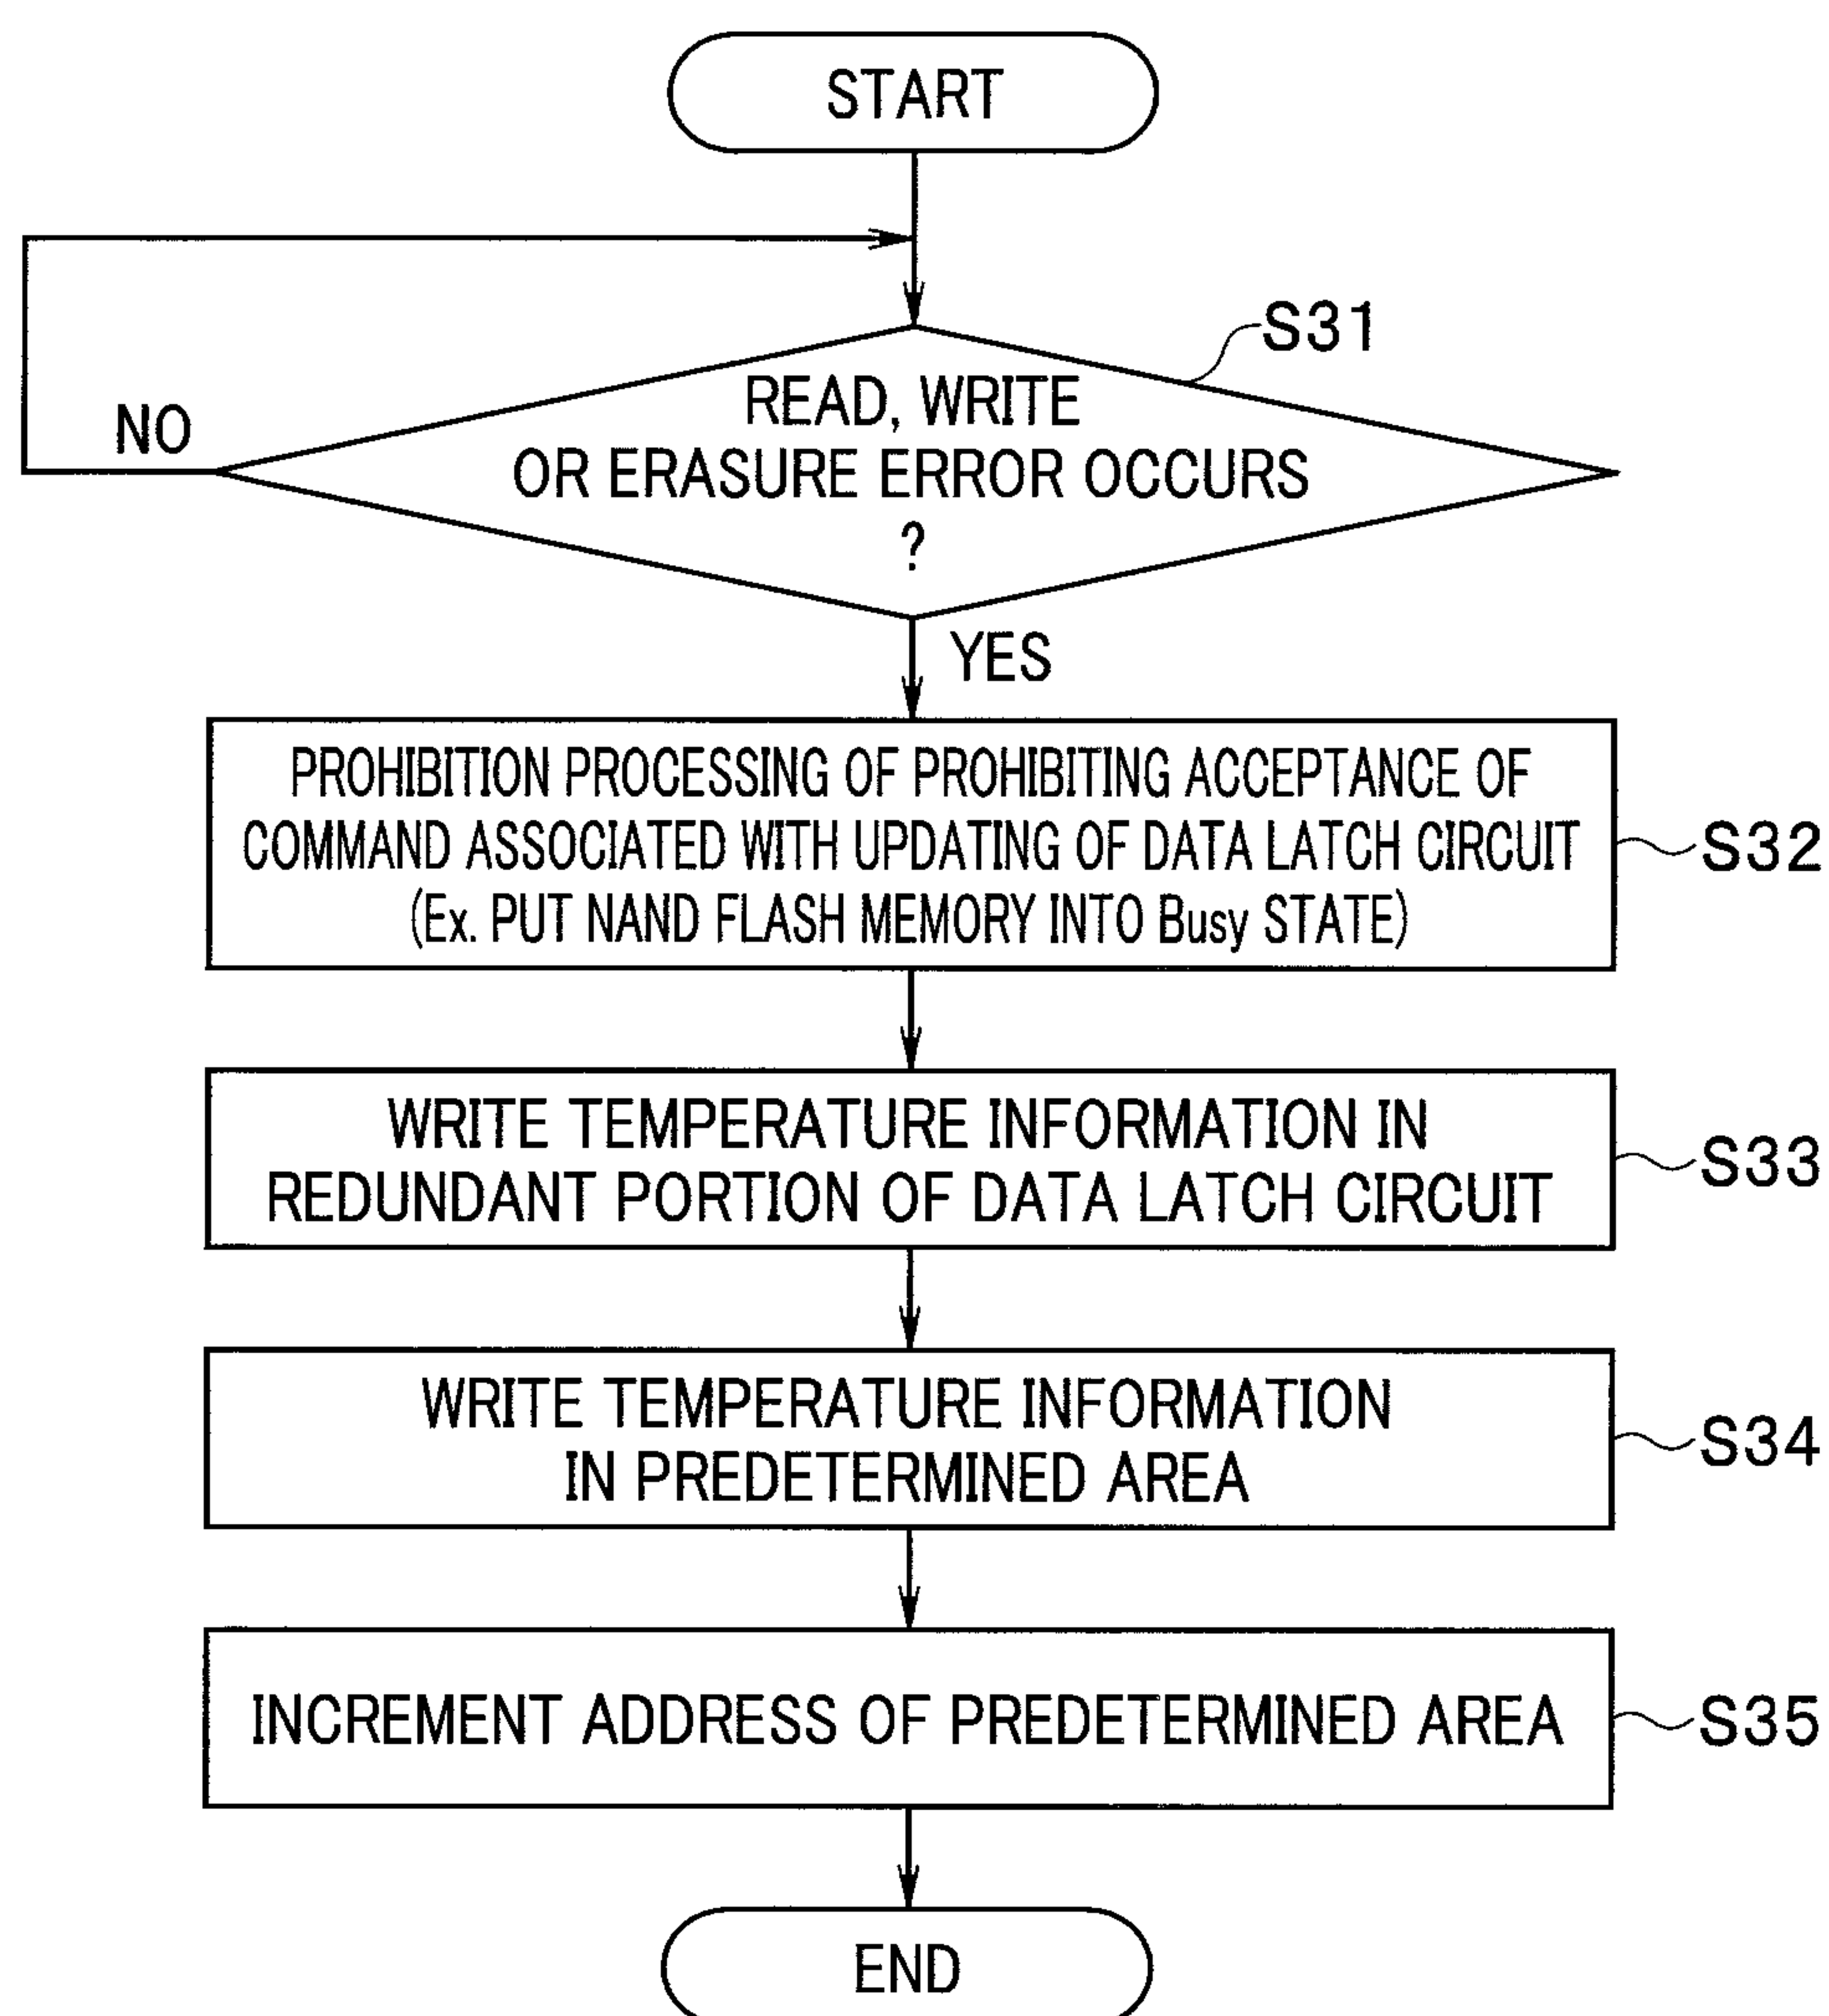 START
S31
READ, WRITE
OR ERASURE ERROR OCCURS
?
NO
YES
PROHIBITION PROCESSING OF PROHIBITING ACCEPTANCE OF
COMMAND ASSOCIATED WITH UPDATING OF DATA LATCH CIRCUIT
(Ex. PUT NAND FLASH MEMORY INTO Busy STATE)
S32
WRITE TEMPERATURE INFORMATION IN
REDUNDANT PORTION OF DATA LATCH CIRCUIT
S33
WRITE TEMPERATURE INFORMATION
IN PREDETERMINED AREA
S34
INCREMENT ADDRESS OF PREDETERMINED AREA
S35
END